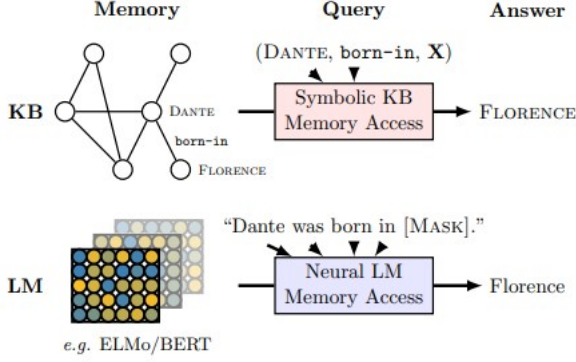 Memory Query Answer
(DANTE, born-in, X)
KB DANTE Symbolic KB Memory Access FLORENCE
born-in
FLORENCE
"Dante was born in [MASK]."
LM Neural LM Memory Access Florence
e.g. ELMo/BERT